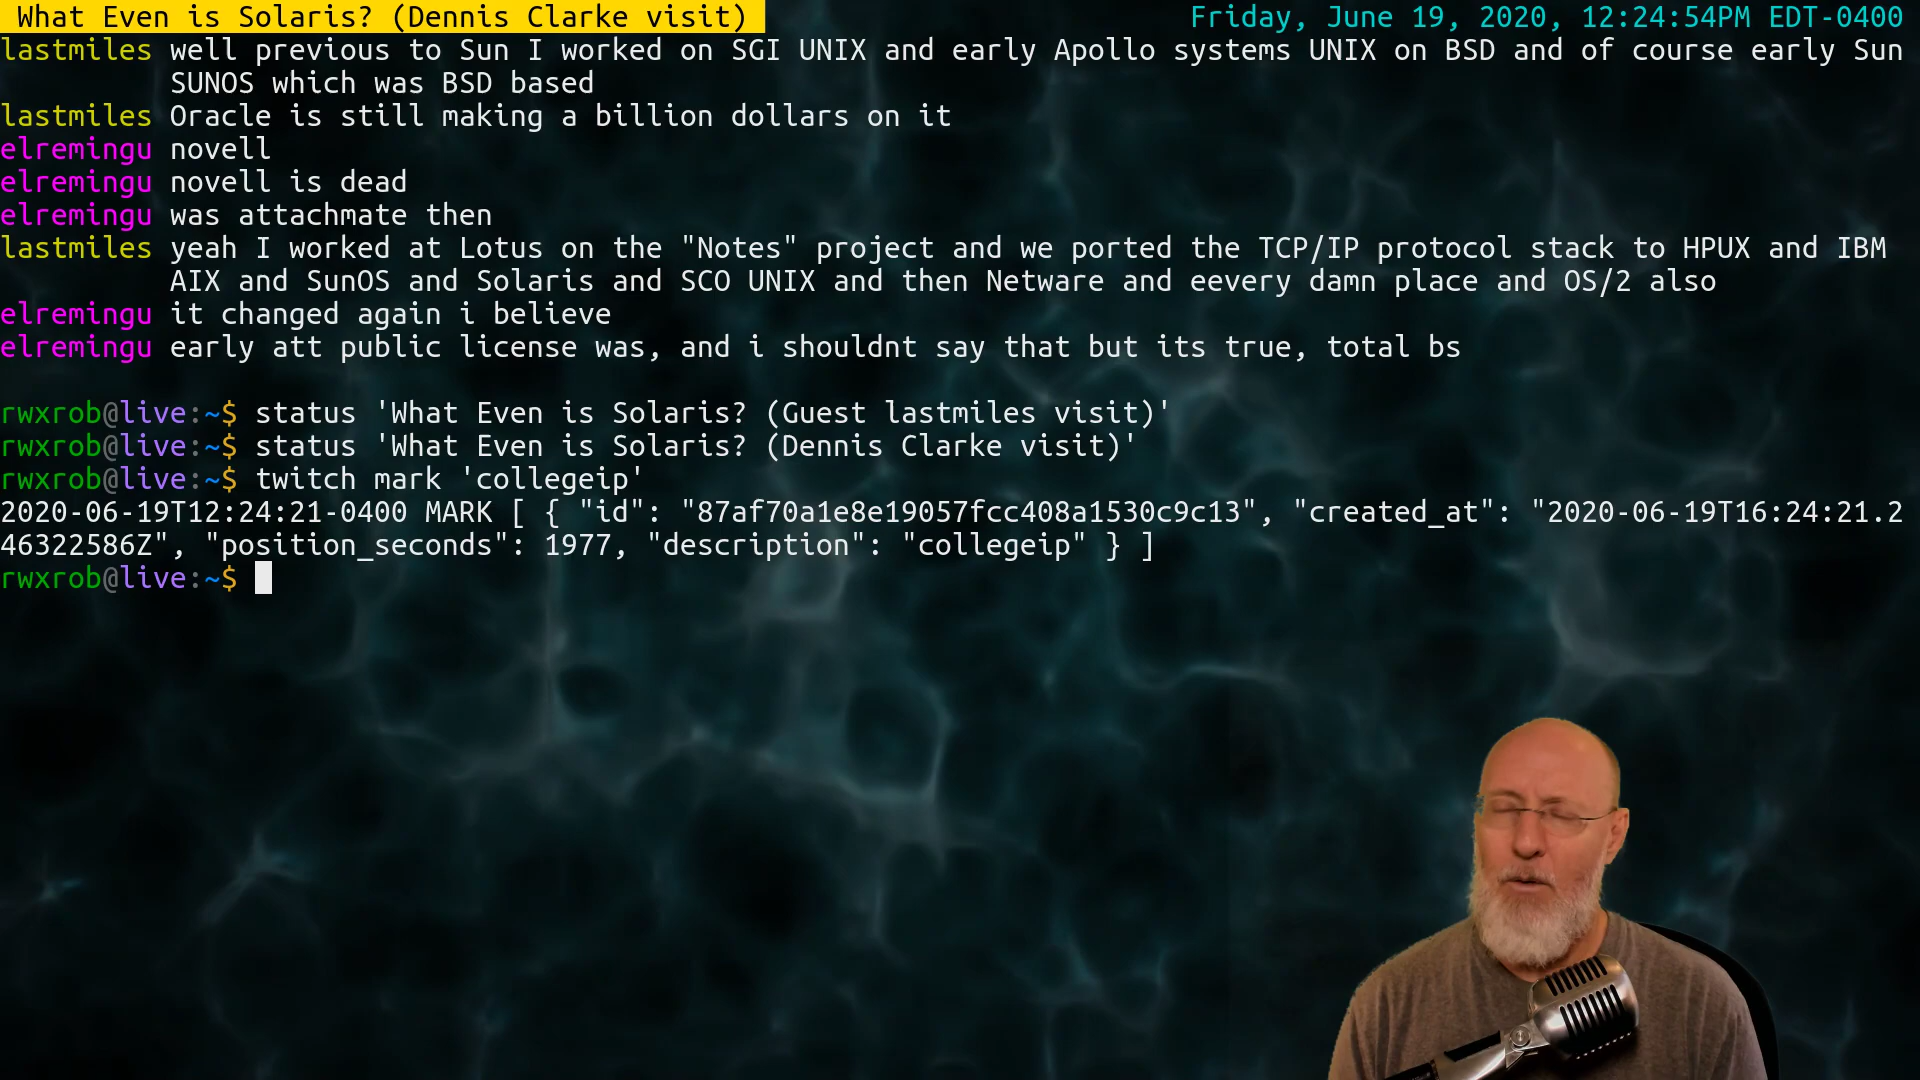 What Even is Solaris? (Dennis Clarke visit) Friday, June 19, 2020, 12:24:54PM EDT-0400
lastmiles well previous to Sun I worked on SGI UNIX and early Apollo systems UNIX on BSD and of course early Sun
SUNOS which was BSD based
lastmiles Oracle is still making a billion dollars on it
elremingu novell
elremingu novell is dead
elremingu was attachmate then
lastmiles yeah I worked at Lotus on the "Notes" project and we ported the TCP/IP protocol stack to HPUX and IBM
AIX and SunOS and Solaris and SCO UNIX and then Netware and eevery damn place and OS/2 also
elremingu it changed again i believe
elremingu early att public license was, and i shouldnt say that but its true, total bs
rwxrob@live:~$ status 'What Even is Solaris? (Guest lastmiles visit)'
rwxrob@live:~$ status 'What Even is Solaris? (Dennis Clarke visit)'
rwxrob@live:~$ twitch mark 'collegeip'
2020-06-19T12:24:21-0400 MARK [ { "id": "87af70a1e8e19057fcc408a1530c9c13", "created_at": "2020-06-19T16:24:21.2
46322586Z", "position_seconds": 1977, "description": "collegeip" } ]
rwxrob@live:~$